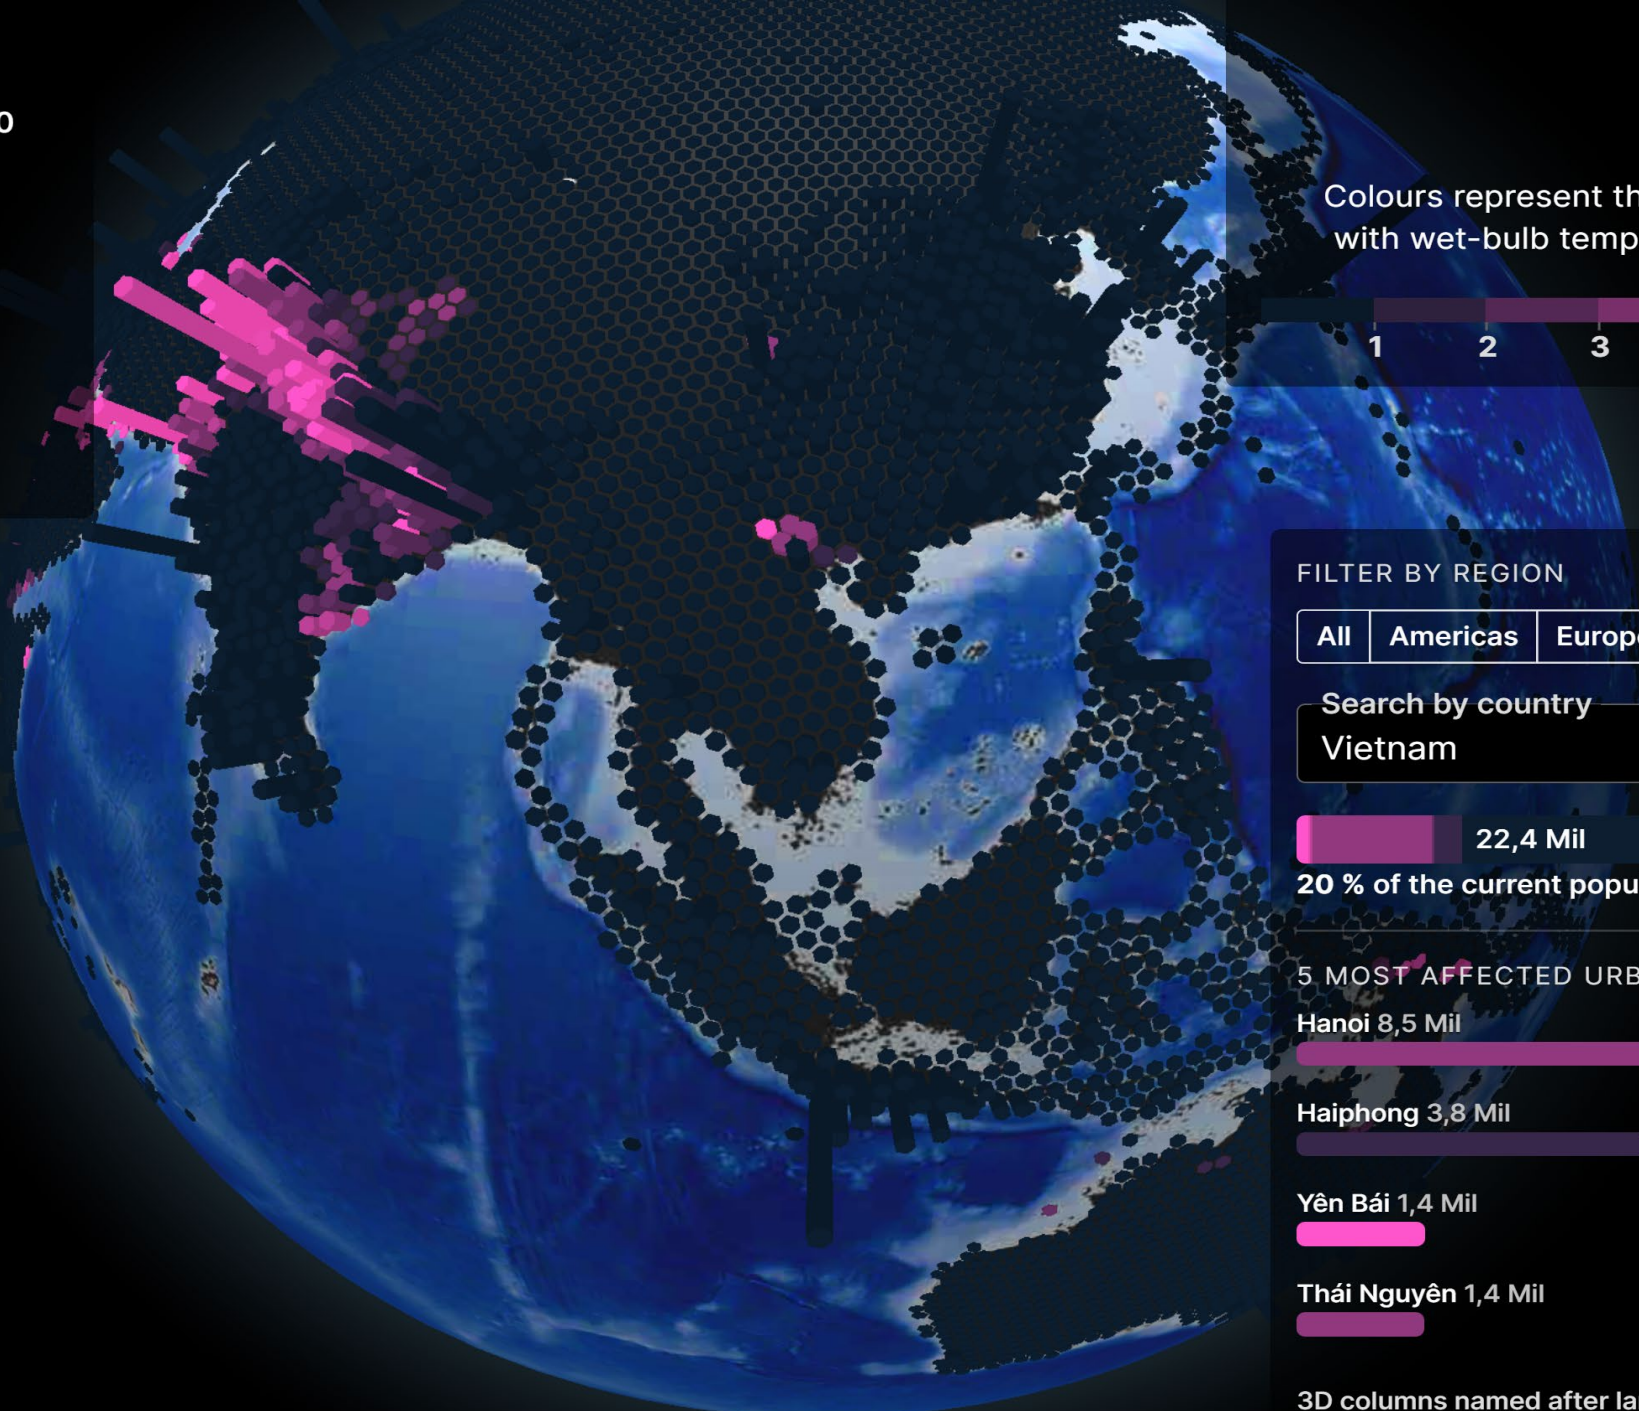 0
Colours represent th
with wet-bulb temp
1 2 3
FILTER BY REGION
All Americas Europe
Search by country
Vietnam
22,4 Mil
20 % of the current popu
5 MOST AFFECTED URB
Hanoi 8,5 Mil
Haiphong 3,8 Mil
Yên Bái 1,4 Mil
Thái Nguyên 1,4 Mil
3D columns named after la